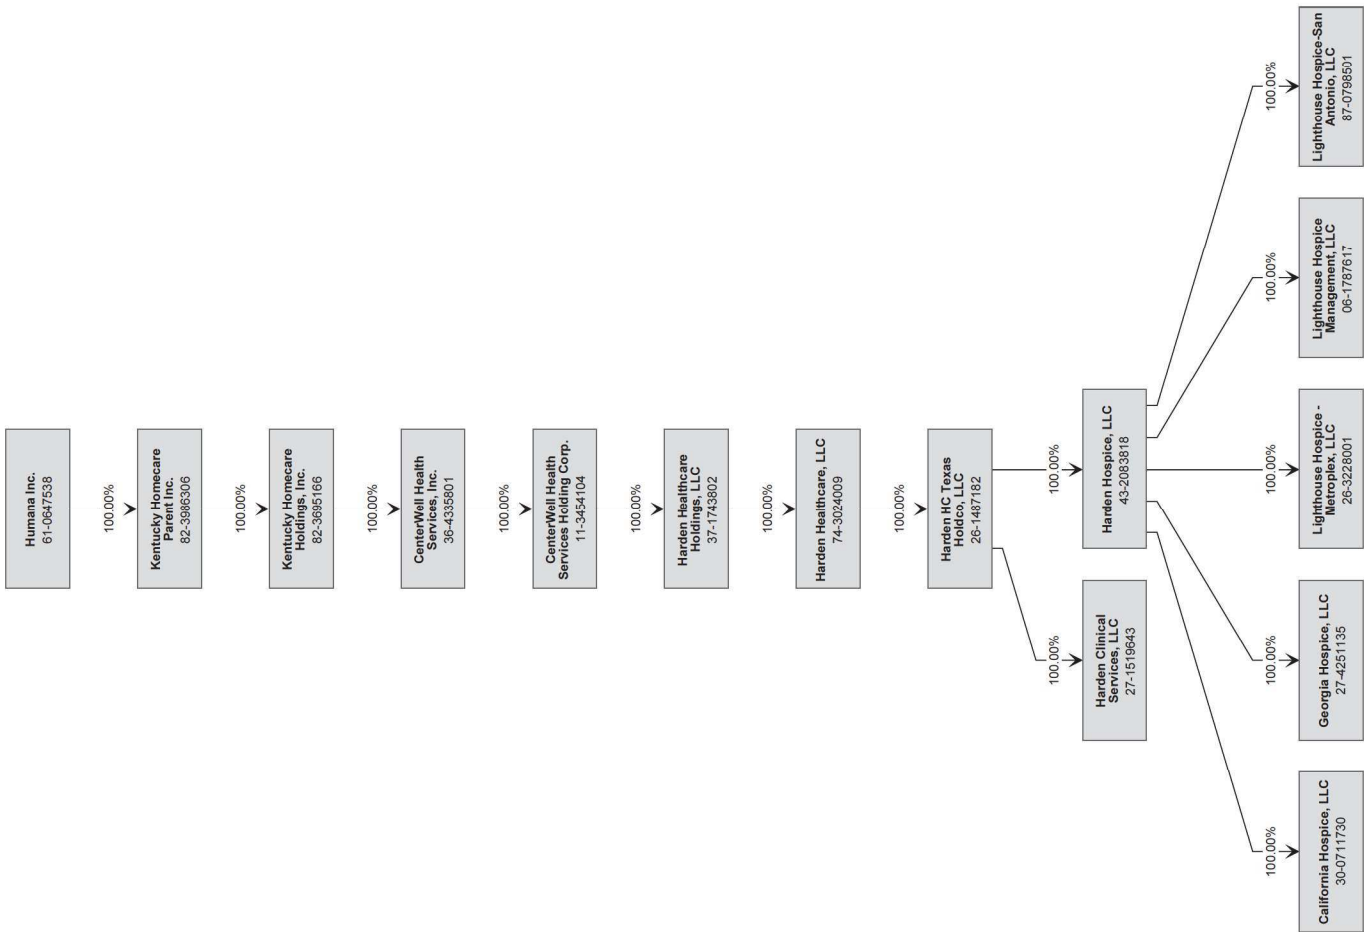 Humana Inc.
61-0647538
100.00%
Kentucky Homecare
Parent Inc.
82-3986306
100.00%
Kentucky Homecare
Holdings, Inc.
82-3695166
100.00%
CenterWell Health
Services, Inc.
36-4335801
100.00%
CenterWell Health
Services Holding Corp.
11-3454104
100.00%
Harden Healthcare
Holdings, LLC
37-1743802
100.00%
Harden Healthcare, LLC
74-3024009
100.00%
Harden HC Texas
Holdco, LLC
26-1487182
100.00%
100.00%
Harden Clinical
Services, LLC
27-1519643
Harden Hospice, LLC
43-2083818
100.00%
100.00%
100.00%
100.00%
100.00%
California Hospice, LLC
30-0711730
Georgia Hospice, LLC
27-4251135
Lighthouse Hospice -
Metroplex, LLC
26-3228001
Lighthouse Hospice
Management, LLC
06-1787617
Lighthouse Hospice-San
Antonio, LLC
87-0798501